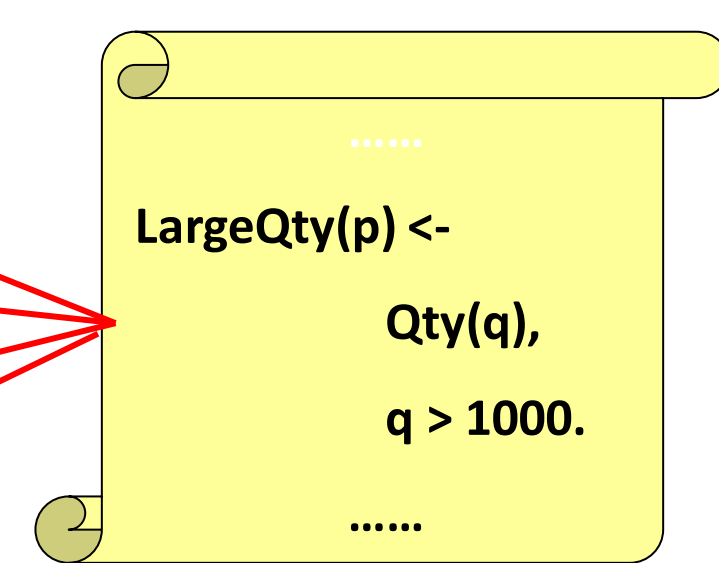 ......
LargeQty(p) <-
Qty(q),
q > 1000.
......